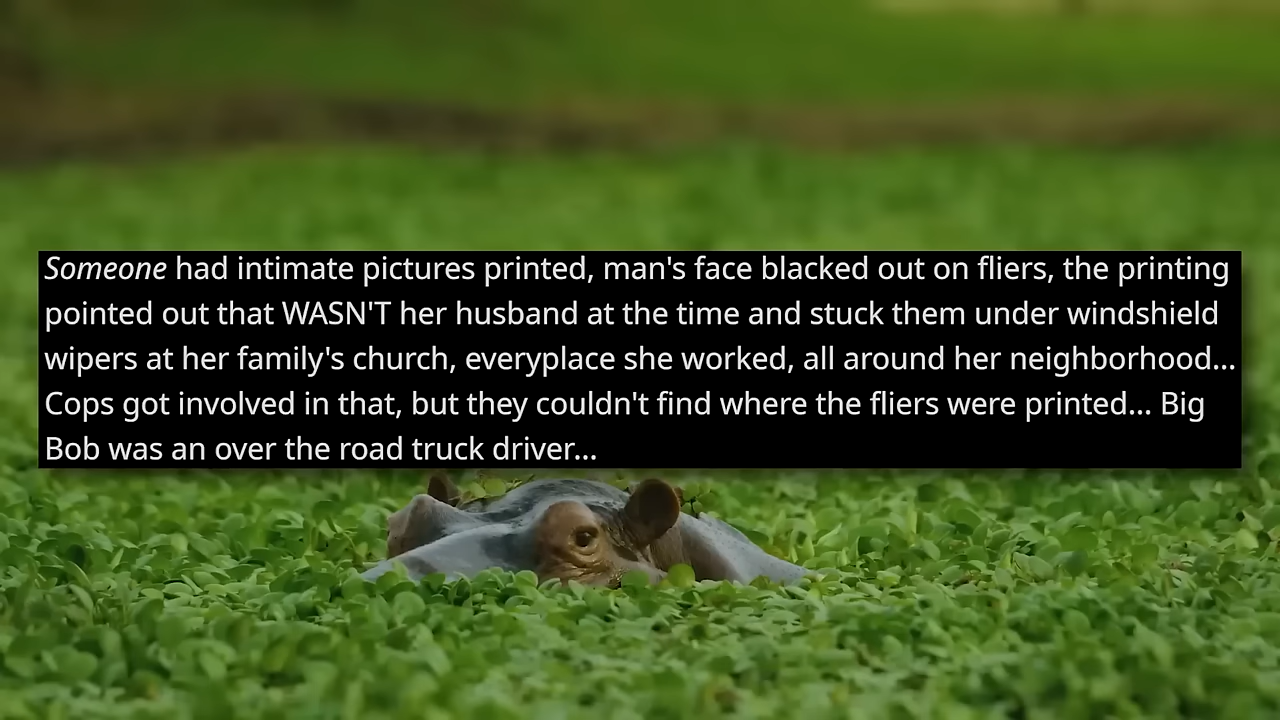 Someone had intimate pictures printed, man's face blacked out on fliers, the printing
pointed out that WASN'T her husband at the time and stuck them under windshield
wipers at her family's church, everyplace she worked, all around her neighborhood...
Cops got involved in that, but they couldn't find where the fliers were printed... Big
Bob was an over the road truck driver...